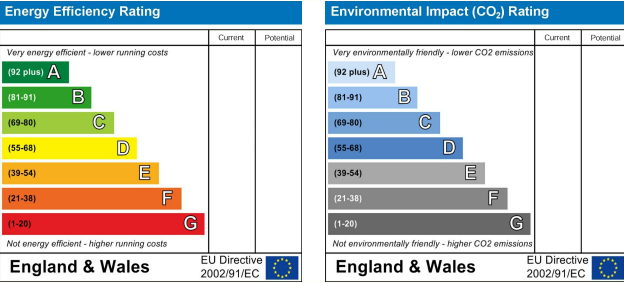 Energy Efficiency Rating
Current Potential
Very energy efficient - lower running costs
(92 plus) A
(81-91) B
(69-80) C
(55-68) D
(39-54) E
(21-38) F
(1-20) G
Not energy efficient - higher running costs
England & Wales
EU Directive
2002/91/EC
Environmental Impact (CO₂) Rating
Current Potential
Very environmentally friendly - lower CO2 emissions
(92 plus) A
(81-91) B
(69-80) C
(55-68) D
(39-54) E
(21-38) F
(1-20) G
Not environmentally friendly - higher CO2 emissions
England & Wales
EU Directive
2002/91/EC